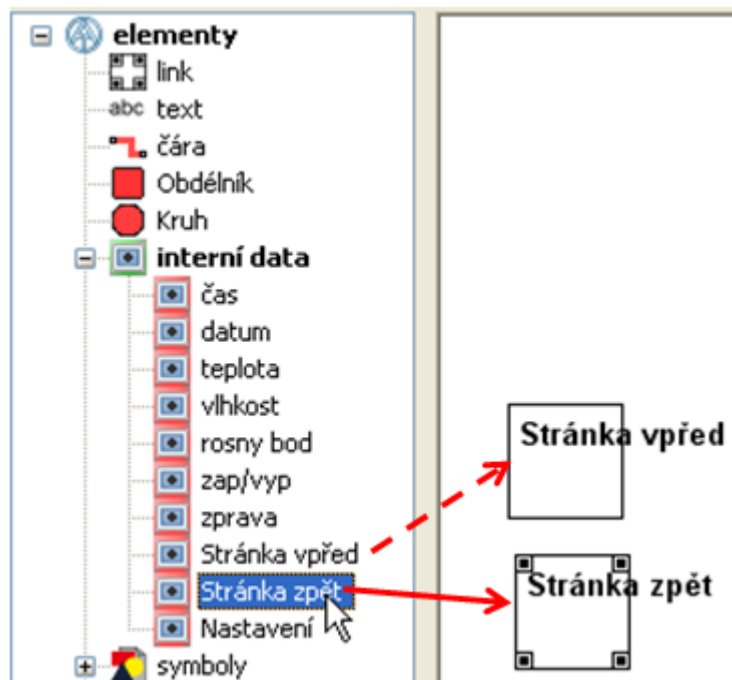 elementy
link
abc text
čára
Obdélník
Kruh
interní data
čas
datum
teplota
vlhkost
rosny bod
zap/vyp
zprava
Stránka vpřed
Stránka zpět
Nastavení
symboly
Stránka vpřed
Stránka zpět